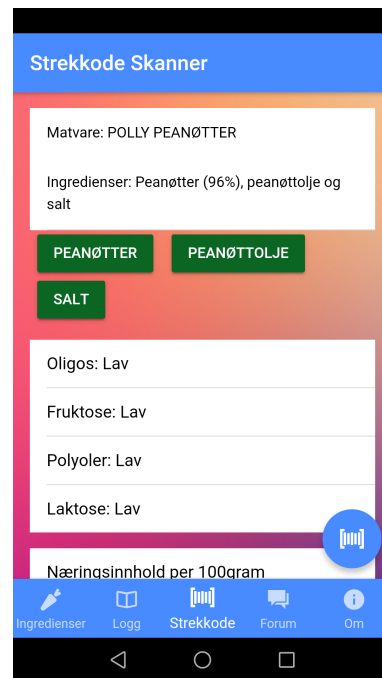 Strekkode Skanner
Matvare: POLLY PEANØTTER
Ingredienser: Peanøtter (96%), peanøttolje og
salt
PEANØTTER PEANØTTOLJE
SALT
Oligos: Lav
Fruktose: Lav
Polyoler: Lav
Laktose: Lav
Næringsinnhold per 100gram
Ingredienser Logg Strekkode Forum Om